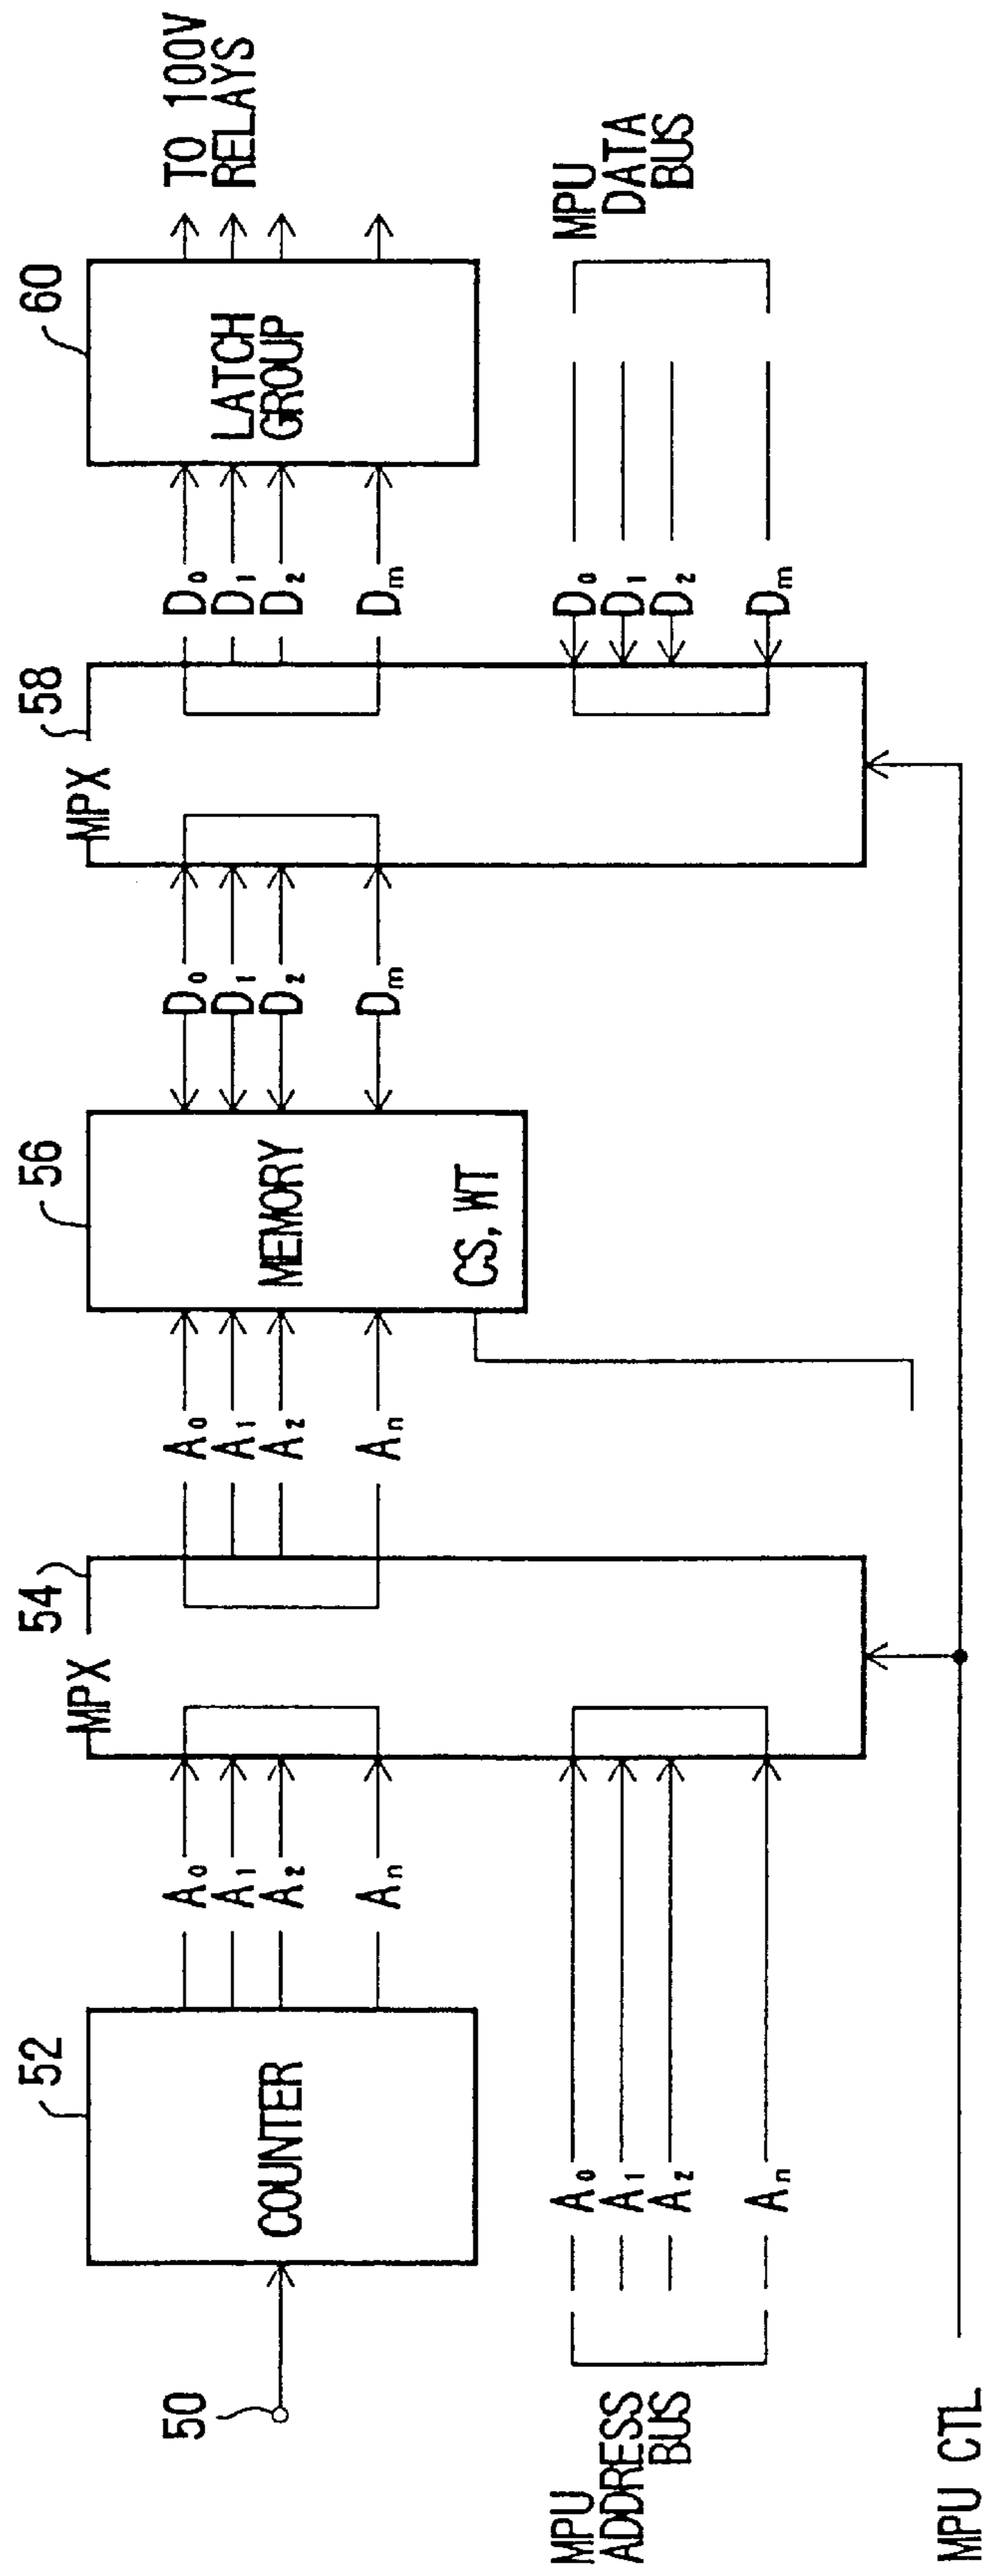 50
52
COUNTER
A₀
A₁
A₂
Aₙ
MPX
54
A₀
A₁
A₂
Aₙ
56
MEMORY
CS, WT
D₀
D₁
D₂
Dₘ
MPX
58
D₀
D₁
D₂
Dₘ
60
LATCH
GROUP
TO 100V
RELAYS
MPU
ADDRESS
BUS
A₀
A₁
A₂
Aₙ
D₀
D₁
D₂
Dₘ
MPU
DATA
BUS
MPU CTL